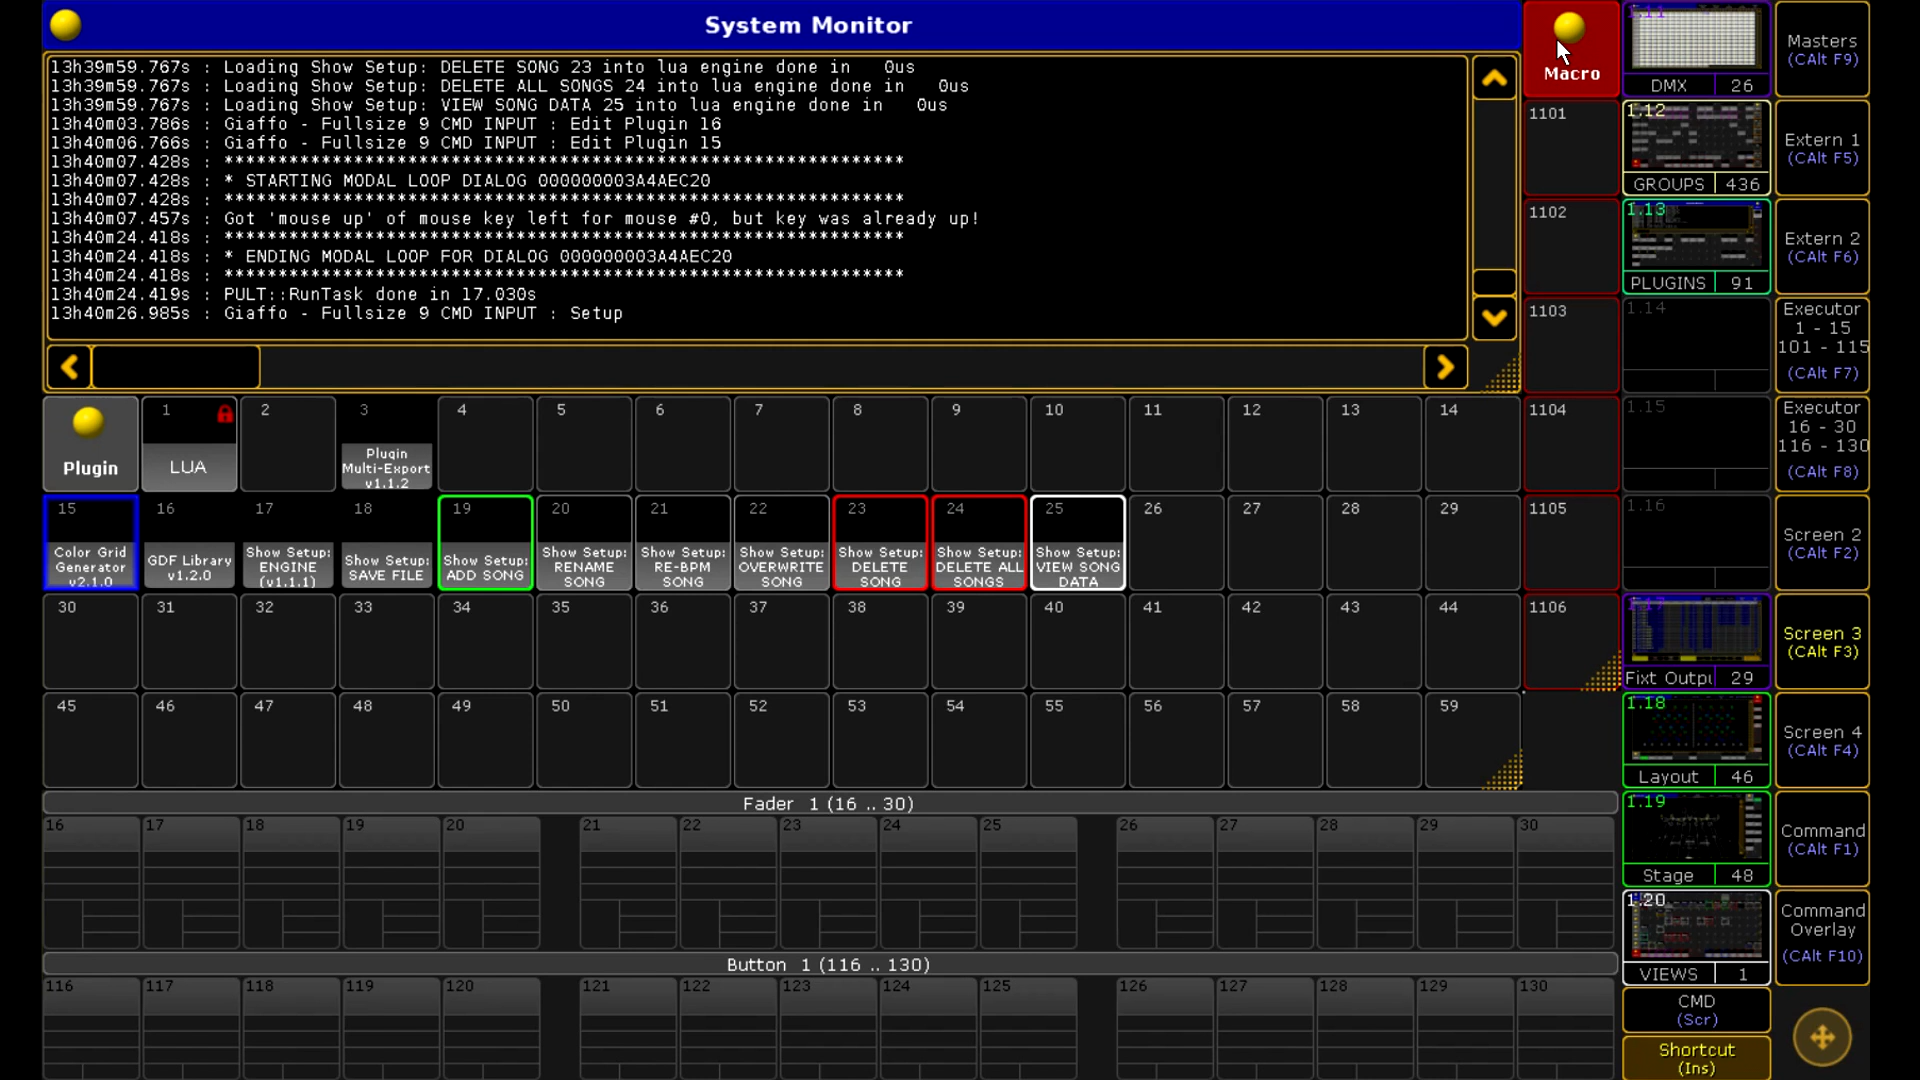 System Monitor
13h39m59.767s : Loading Show Setup: DELETE SONG 23 into lua engine done in    0us
13h39m59.767s : Loading Show Setup: DELETE ALL SONGS 24 into lua engine done in    0us
13h39m59.767s : Loading Show Setup: VIEW SONG DATA 25 into lua engine done in    0us
13h40m03.786s : Giaffo - Fullsize 9 CMD INPUT : Edit Plugin 16
13h40m06.766s : Giaffo - Fullsize 9 CMD INPUT : Edit Plugin 15
13h40m07.428s : ****************************************************************
13h40m07.428s : * STARTING MODAL LOOP DIALOG 000000003A4AEC20
13h40m07.428s : ****************************************************************
13h40m07.457s : Got 'mouse up' of mouse key left for mouse #0, but key was already up!
13h40m24.418s : ****************************************************************
13h40m24.418s : * ENDING MODAL LOOP FOR DIALOG 000000003A4AEC20
13h40m24.418s : ****************************************************************
13h40m24.419s : PULT::RunTask done in 17.030s
13h40m26.985s : Giaffo - Fullsize 9 CMD INPUT : Setup
Plugin
1
LUA
2
3
Plugin
Multi-Export
v1.1.2
4 5 6 7 8 9 10 11 12 13 14
15
Color Grid
Generator
v2.1.0
16
GDF Library
v1.2.0
17
Show Setup:
ENGINE
(v1.1.1)
18
Show Setup:
SAVE FILE
19
Show Setup:
ADD SONG
20
Show Setup:
RENAME
SONG
21
Show Setup:
RE-BPM
SONG
22
Show Setup:
OVERWRITE
SONG
23
Show Setup:
DELETE
SONG
24
Show Setup:
DELETE ALL
SONGS
25
Show Setup:
VIEW SONG
DATA
26 27 28 29
30 31 32 33 34 35 36 37 38 39 40 41 42 43 44
45 46 47 48 49 50 51 52 53 54 55 56 57 58 59
Fader 1 (16 .. 30)
16 17 18 19 20 21 22 23 24 25 26 27 28 29 30
Button 1 (116 .. 130)
116 117 118 119 120 121 122 123 124 125 126 127 128 129 130
Macro
1101
1102
1103
1104
1105
1106
1.11
DMX 26
1.12
GROUPS 436
1.13
PLUGINS 91
1.14
1.15
1.16
1.17
Fixt Outpu 29
1.18
Layout 46
1.19
Stage 48
1.20
VIEWS 1
CMD
(Scr)
Shortcut
(Ins)
Masters
(CAlt F9)
Extern 1
(CAlt F5)
Extern 2
(CAlt F6)
Executor
1 - 15
101 - 115
(CAlt F7)
Executor
16 - 30
116 - 130
(CAlt F8)
Screen 2
(CAlt F2)
Screen 3
(CAlt F3)
Screen 4
(CAlt F4)
Command
(CAlt F1)
Command
Overlay
(CAlt F10)